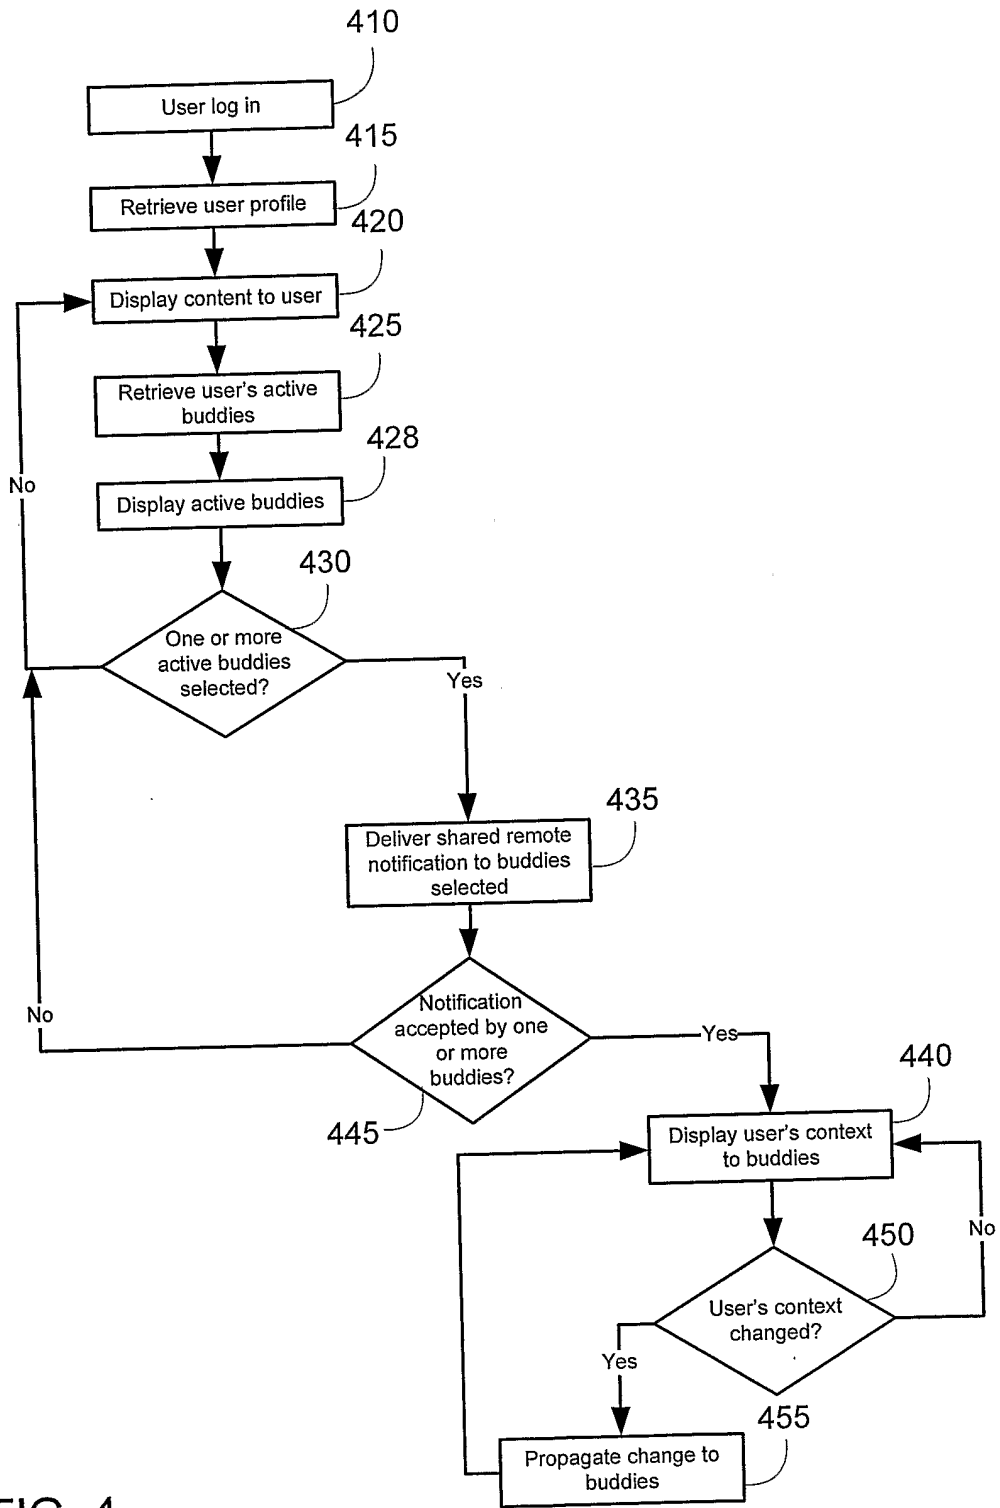 410
User log in
415
Retrieve user profile
420
Display content to user
425
Retrieve user's active
buddies
428
Display active buddies
No
430
One or more
active buddies
selected?
Yes
435
Deliver shared remote
notification to buddies
selected
Notification
accepted by one
or more
buddies?
No
Yes
445
440
Display user's context
to buddies
No
450
User's context
changed?
Yes
455
Propagate change to
buddies
FIG. 4